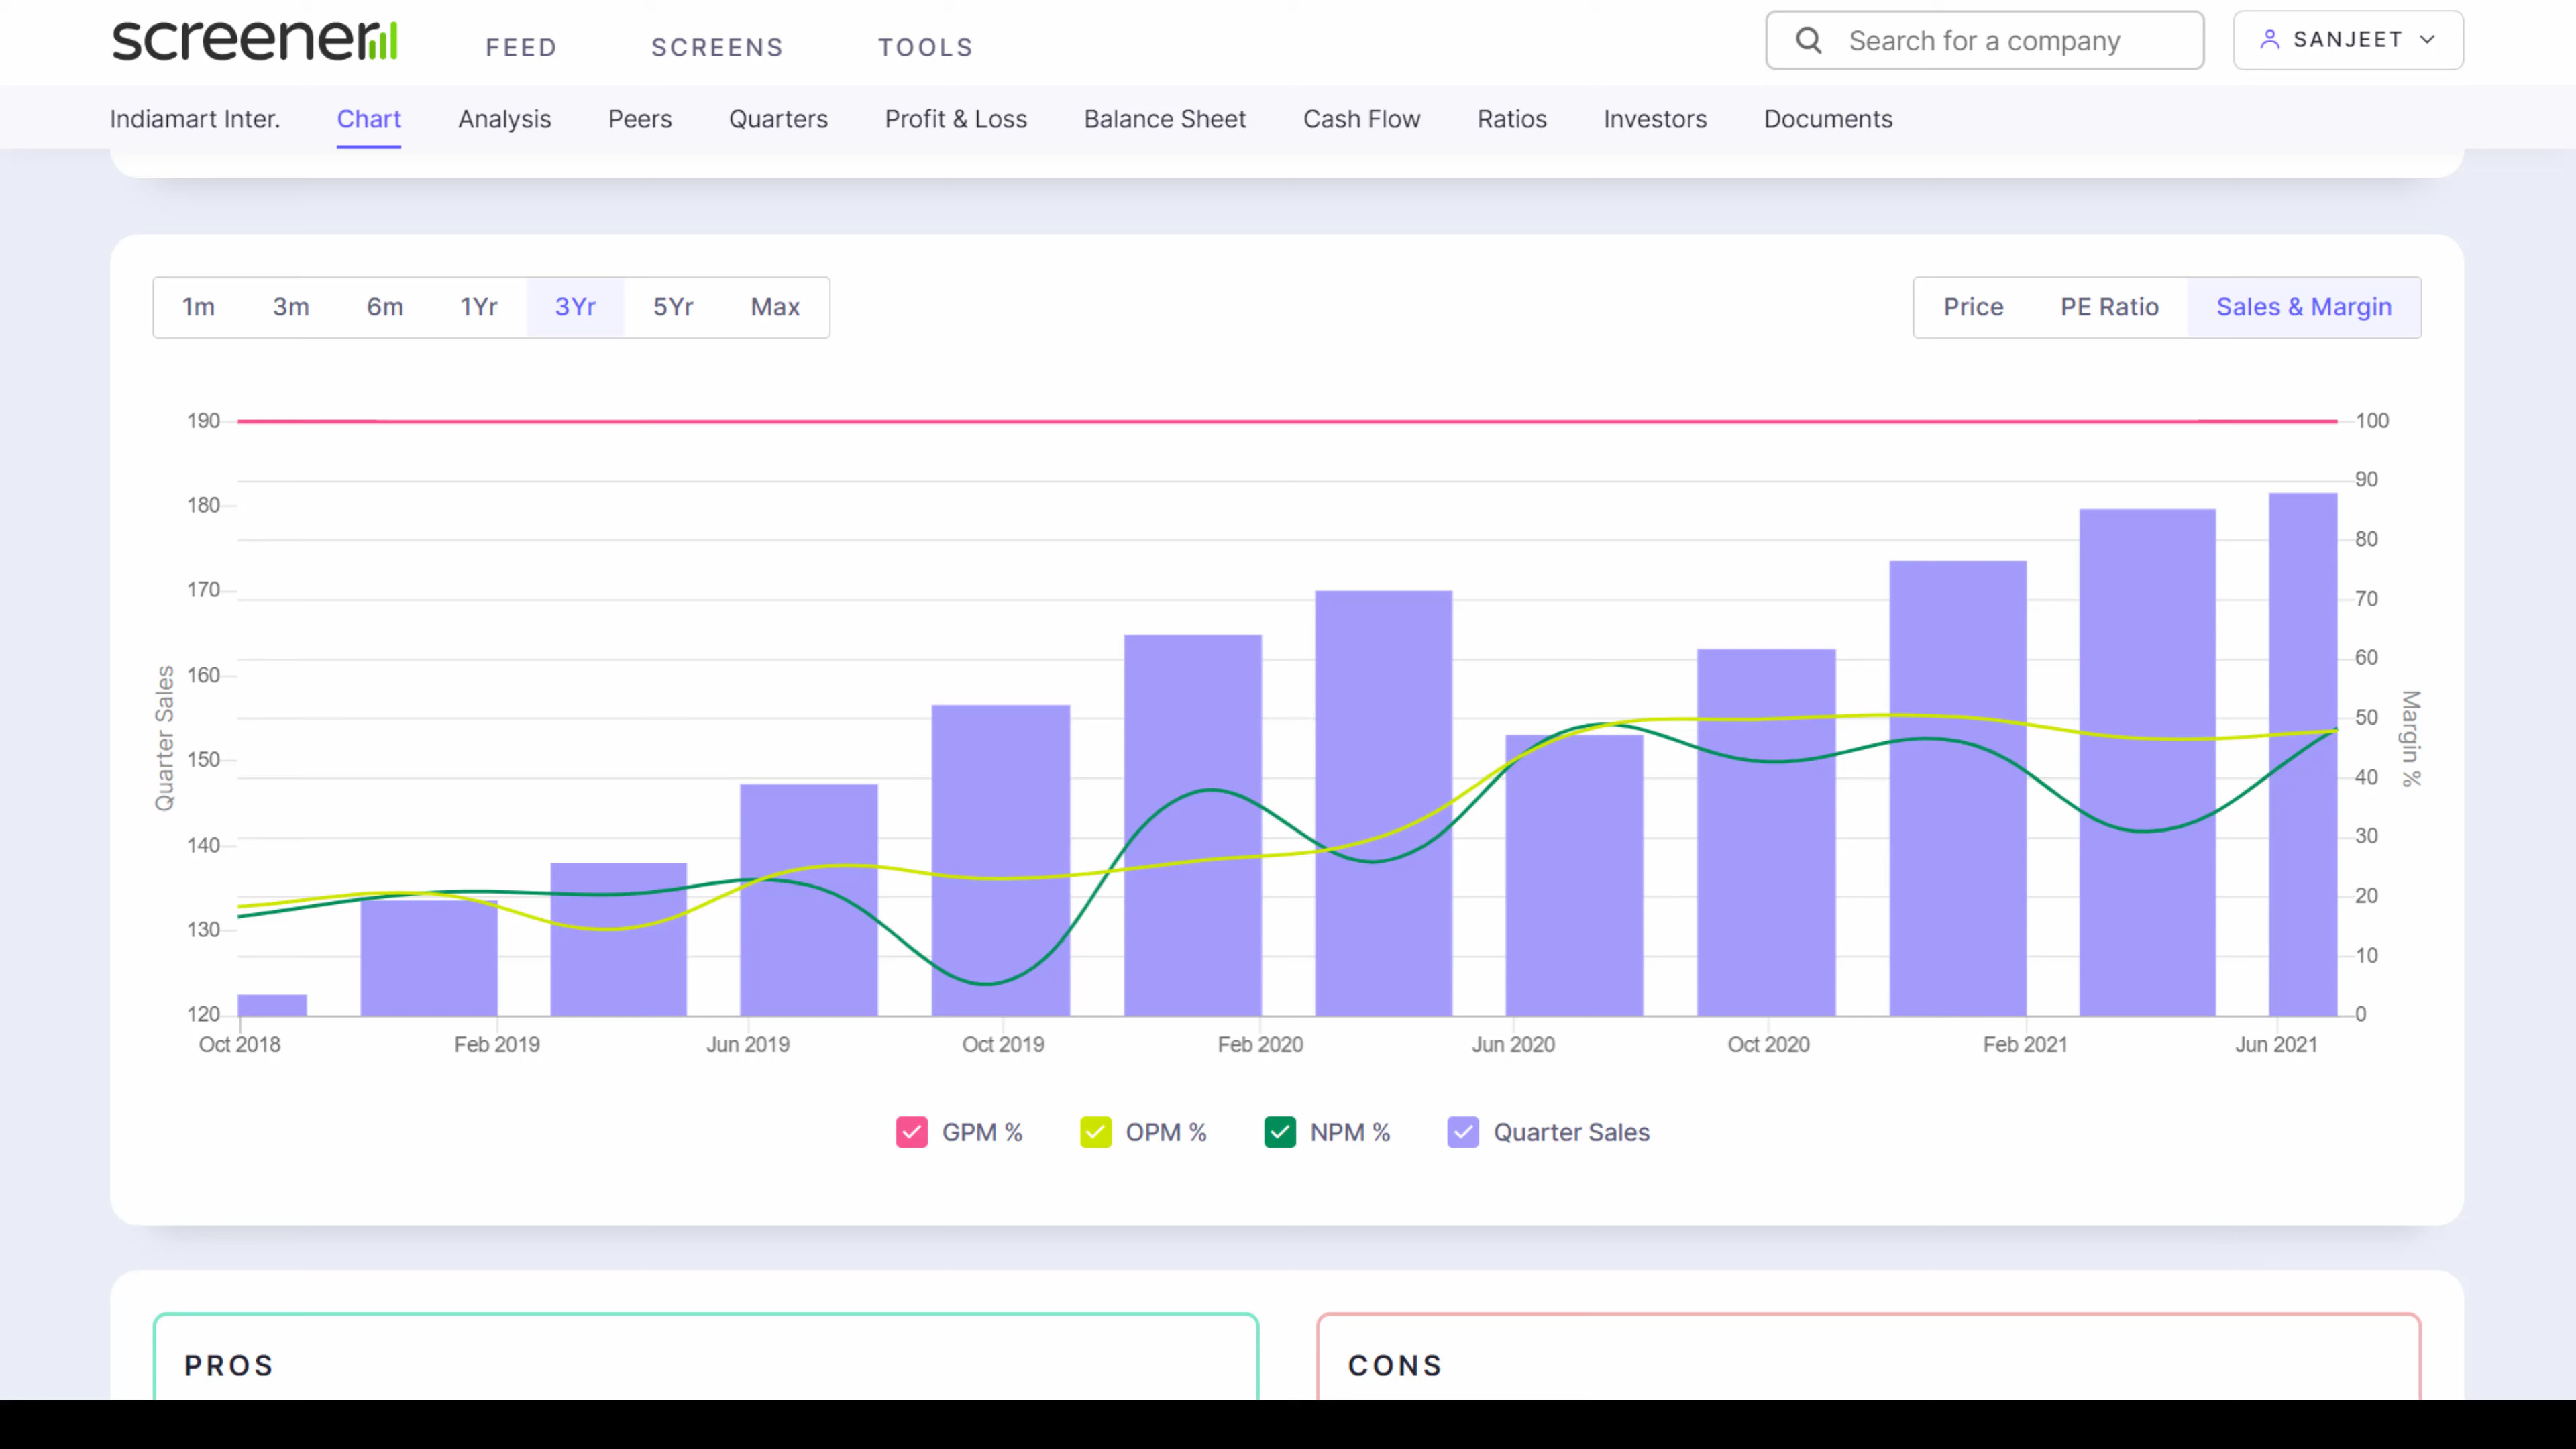 screener
FEED SCREENS TOOLS
Search for a company
SANJEET
Indiamart Inter. Chart Analysis Peers Quarters Profit & Loss Balance Sheet Cash Flow Ratios Investors Documents
1m 3m 6m 1Yr 3Yr 5Yr Max
Price PE Ratio Sales & Margin
190
180
170
160
150
140
130
120
Quarter Sales
100
90
80
70
60
50
40
30
20
10
0
Margin %
Oct 2018 Feb 2019 Jun 2019 Oct 2019 Feb 2020 Jun 2020 Oct 2020 Feb 2021 Jun 2021
GPM % OPM % NPM % Quarter Sales
PROS
CONS